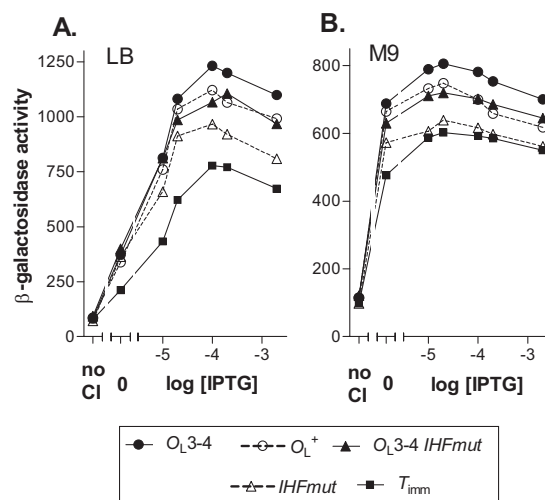 A.
LB
β-galactosidase activity
1250
1000
750
500
250
0
no
CI
0
-5
-4
-3
log [IPTG]
B.
M9
800
600
400
200
0
no
CI
0
-5
-4
-3
log [IPTG]
OL3-4 OL+ OL3-4 IHFmut
IHFmut Timm